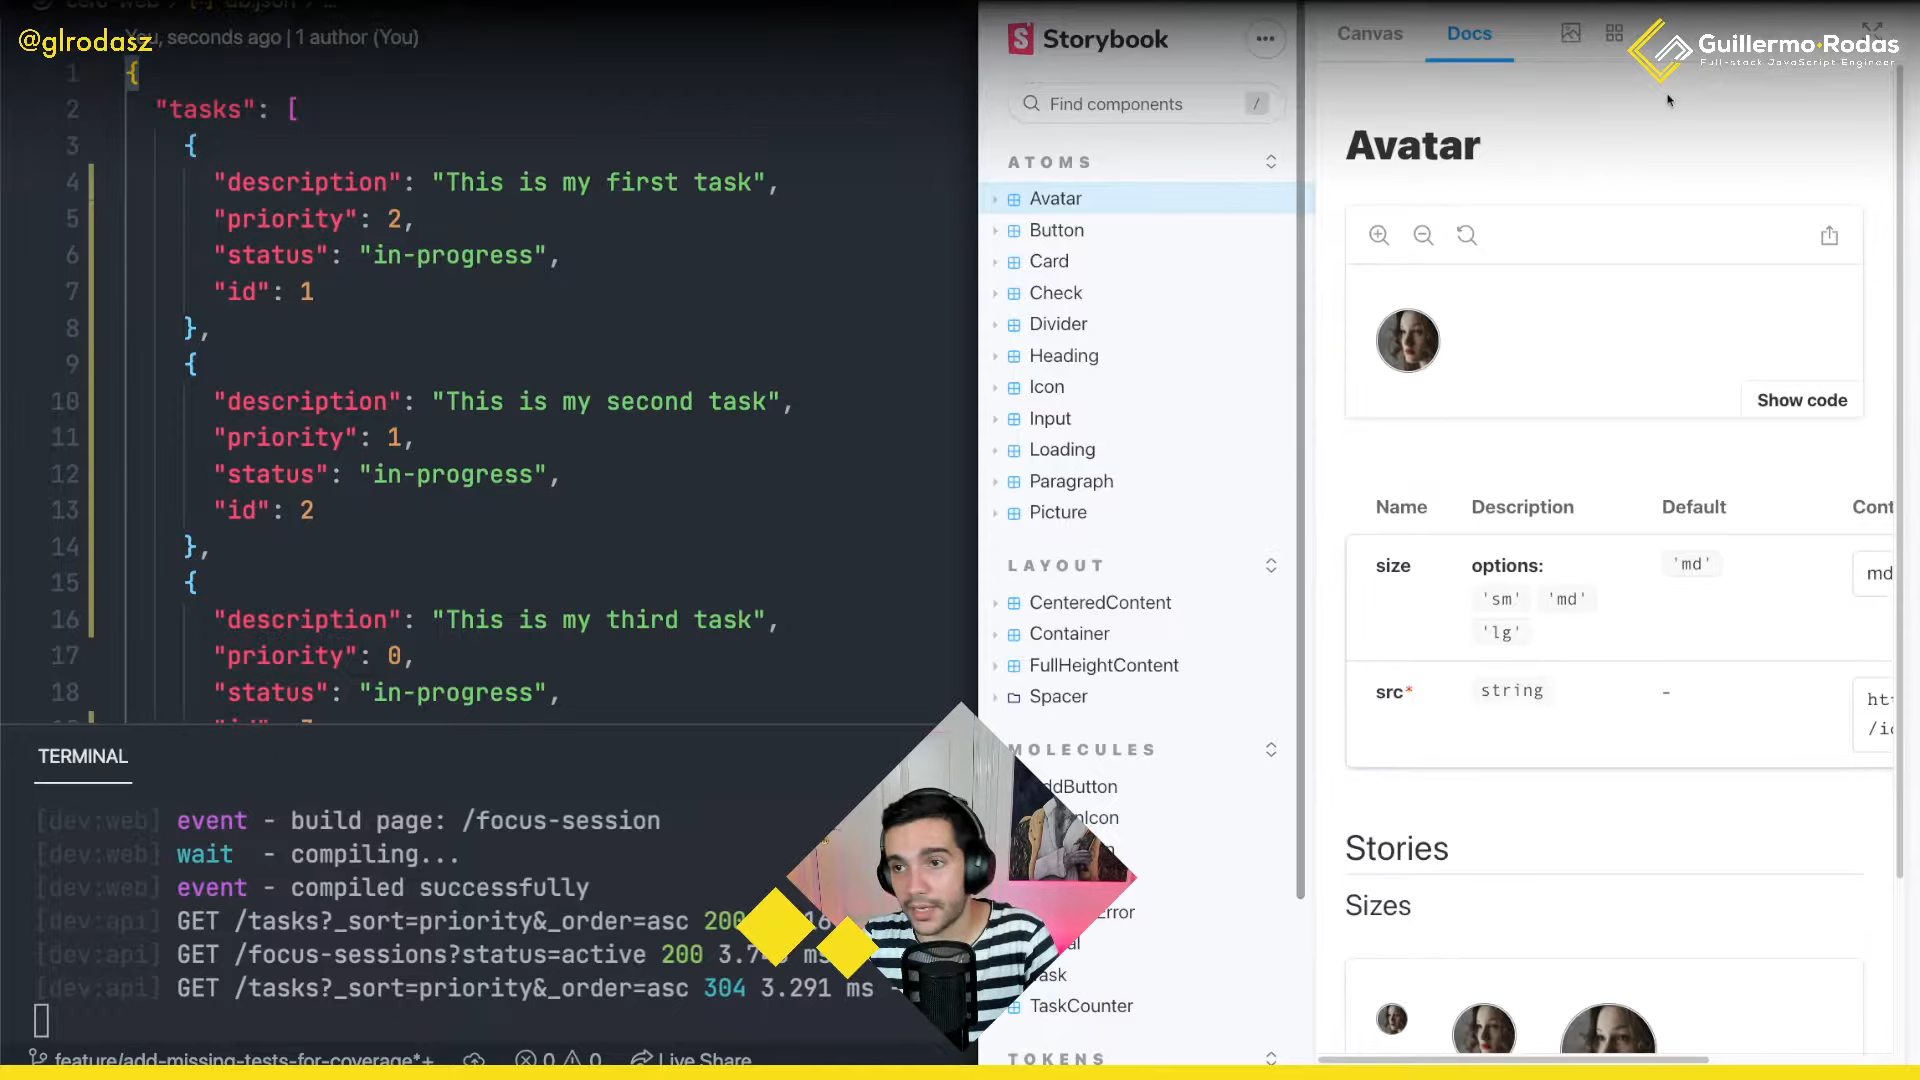 @glrodasz
You, seconds ago | 1 author (You)
1 {
2 "tasks": [
3 {
4 "description": "This is my first task",
5 "priority": 2,
6 "status": "in-progress",
7 "id": 1
8 },
9 {
10 "description": "This is my second task",
11 "priority": 1,
12 "status": "in-progress",
13 "id": 2
14 },
15 {
16 "description": "This is my third task",
17 "priority": 0,
18 "status": "in-progress",
TERMINAL
[dev:web] event - build page: /focus-session
[dev:web] wait - compiling...
[dev:web] event - compiled successfully
[dev:api] GET /tasks?_sort=priority&_order=asc 200
[dev:api] GET /focus-sessions?status=active 200 ms
[dev:api] GET /tasks?_sort=priority&_order=asc 304 3.291 ms -
feature/add-missing-tests-for-coverage*+ 0 0 Live Share
Storybook
Find components /
ATOMS
Avatar
Button
Card
Check
Divider
Heading
Icon
Input
Loading
Paragraph
Picture
LAYOUT
CenteredContent
Container
FullHeightContent
Spacer
MOLECULES
TaskCounter
TOKENS
Canvas Docs
Guillermo Rodas
Full-stack JavaScript Engineer
Avatar
Show code
Name Description Default Cont
size options: 'md' md
'sm' 'md'
'lg'
src* string -
Stories
Sizes